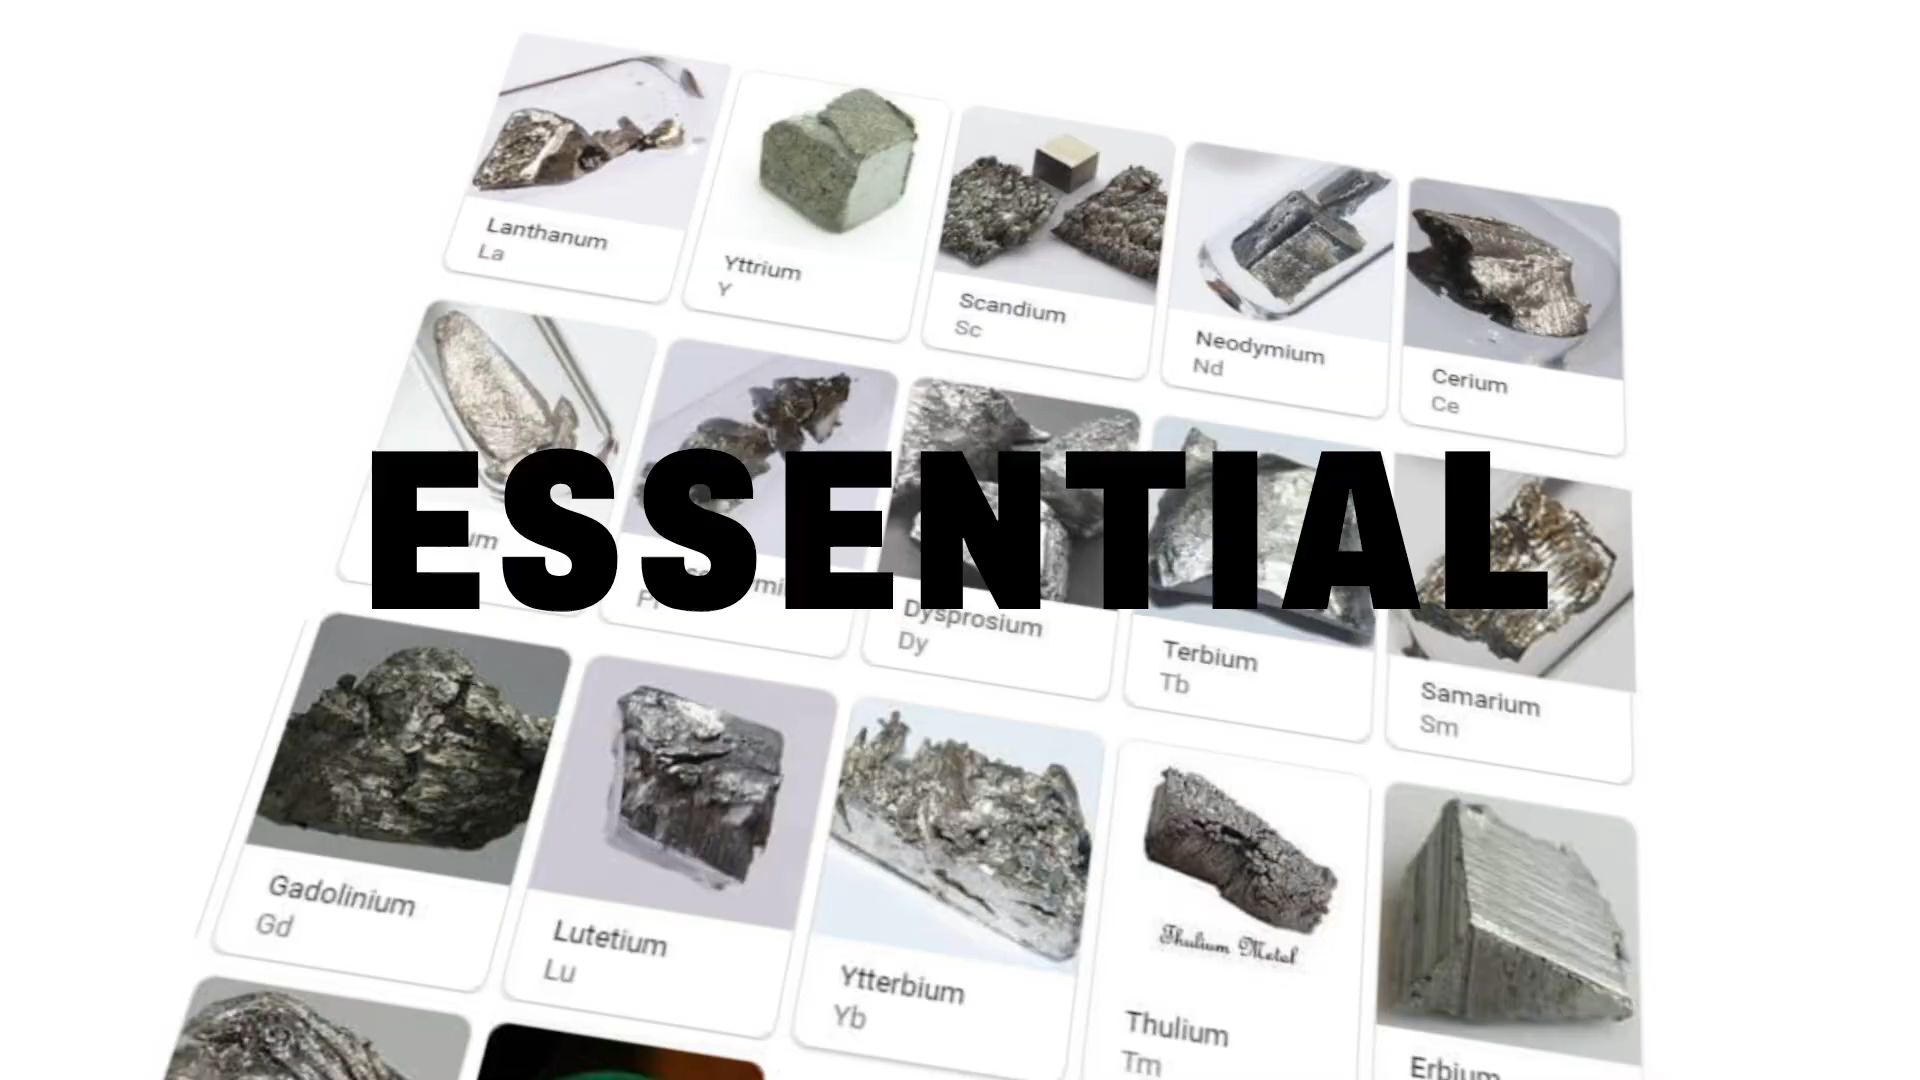 Lanthanum
La
Yttrium
Y
Scandium
Sc
Neodymium
Nd
Cerium
Ce
ESSENTIAL
Dysprosium
Dy
Terbium
Tb
Samarium
Sm
Gadolinium
Gd
Lutetium
Lu
Ytterbium
Yb
Thulium Metal
Thulium
Tm
Erbium